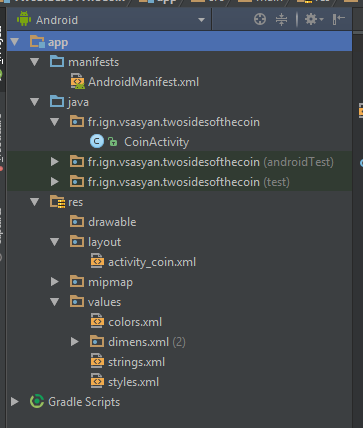 Android
app
manifests
AndroidManifest.xml
java
fr.ign.vsasyan.twosidesofthecoin
CoinActivity
fr.ign.vsasyan.twosidesofthecoin (androidTest)
fr.ign.vsasyan.twosidesofthecoin (test)
res
drawable
layout
activity_coin.xml
mipmap
values
colors.xml
dimens.xml (2)
strings.xml
styles.xml
Gradle Scripts